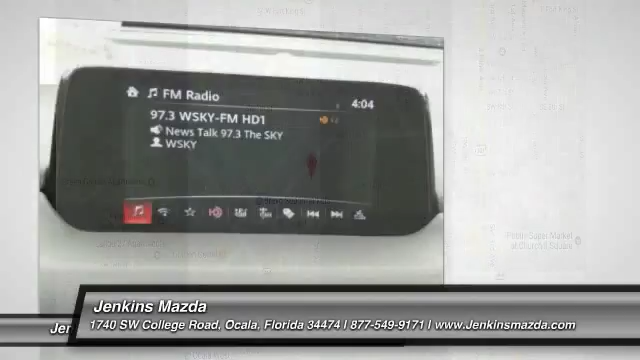 FM Radio
4:04
97.3 WSKY-FM HD1
News Talk 97.3 The SKY
WSKY
Jenkins Mazda
1740 SW College Road, Ocala, Florida 34474 | 877-549-9171 | www.Jenkinsmazda.com
Je